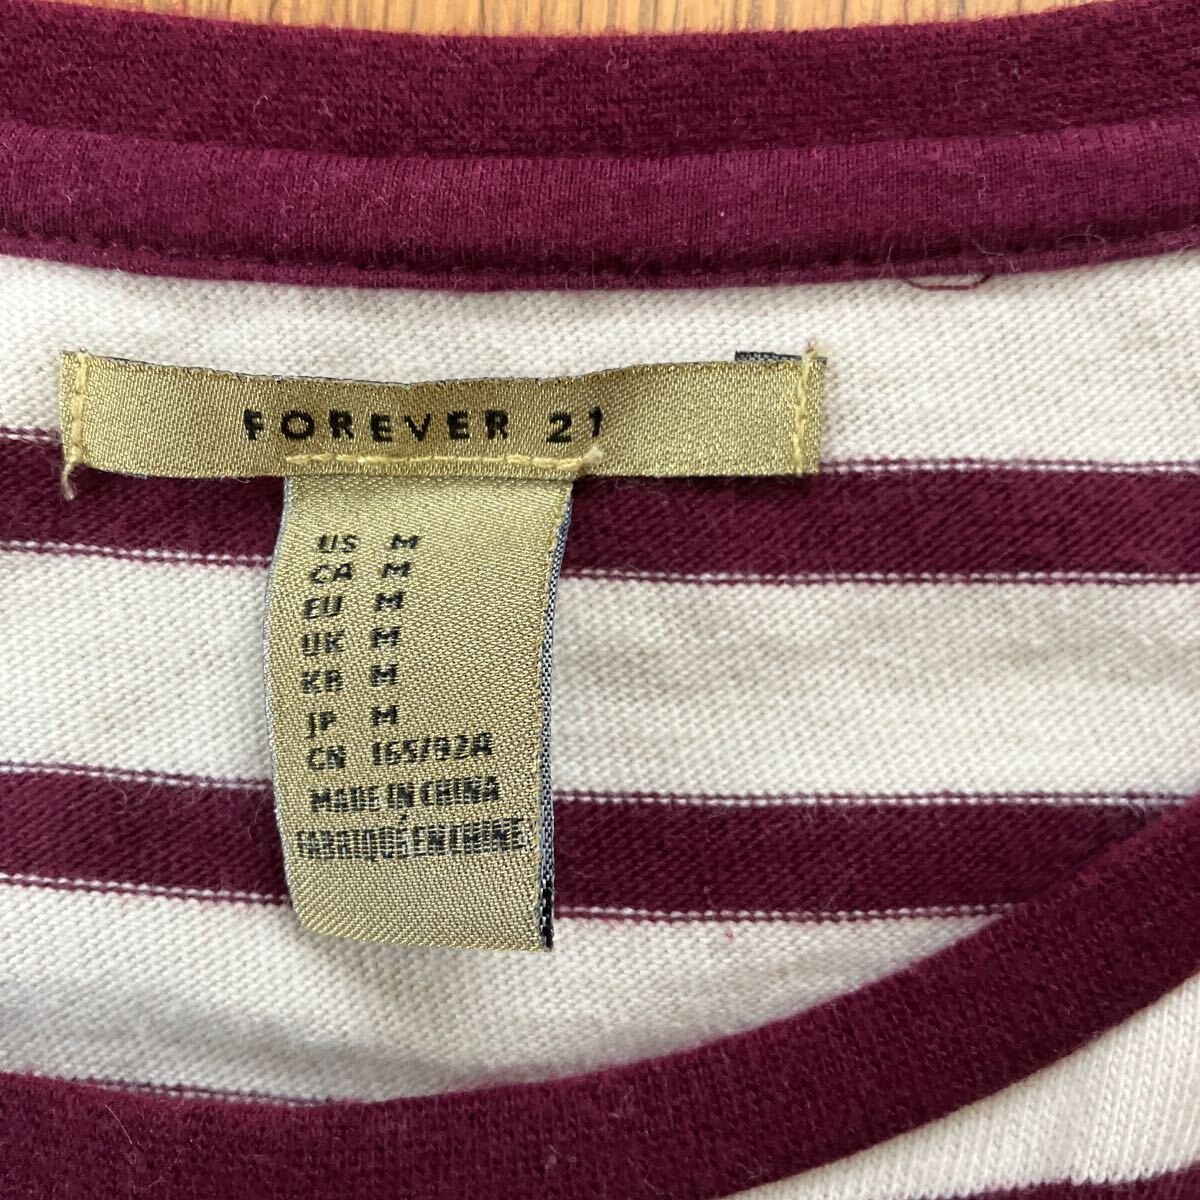 FOREVER 21
US M
CA M
EU M
UK M
KR M
JP M
CN 165/92A
MADE IN CHINA
FABRIQUÉ EN CHINE